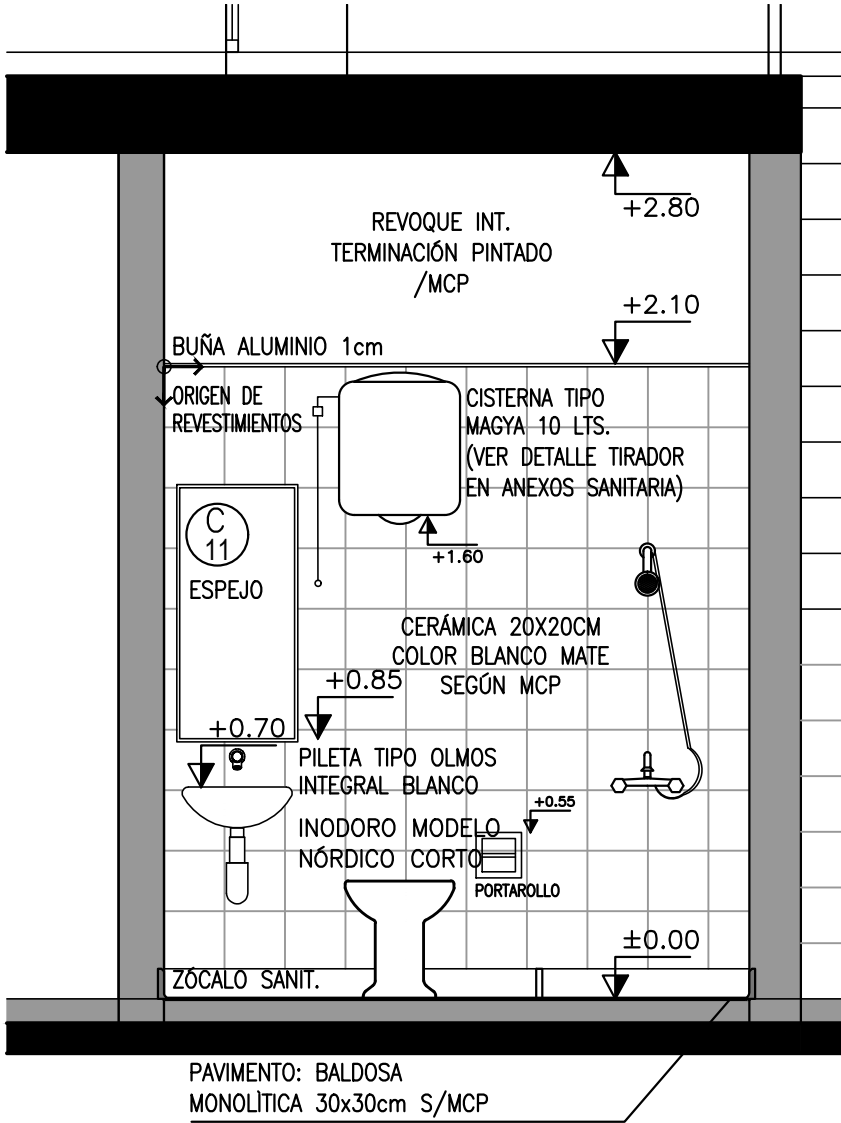 +2.80
REVOQUE INT.
TERMINACIÓN PINTADO
/MCP
+2.10
BUÑA ALUMINIO 1cm
ORIGEN DE
REVESTIMIENTOS
CISTERNA TIPO
MAGYA 10 LTS.
(VER DETALLE TIRADOR
EN ANEXOS SANITARIA)
C
11
ESPEJO
+1.60
CERÁMICA 20X20CM
COLOR BLANCO MATE
SEGÚN MCP
+0.85
+0.70
PILETA TIPO OLMOS
INTEGRAL BLANCO
+0.55
INODORO MODELO
NÓRDICO CORTO
PORTAROLLO
±0.00
ZÓCALO SANIT.
PAVIMENTO: BALDOSA
MONOLÌTICA 30x30cm S/MCP